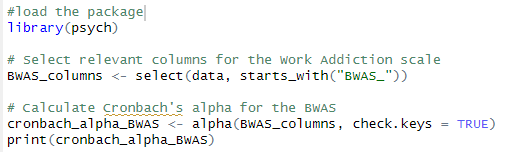 #load the package
library(psych)
# Select relevant columns for the Work Addiction scale
BWAS_columns <- select(data, starts_with("BWAS_"))
# Calculate Cronbach's alpha for the BWAS
cronbach_alpha_BWAS <- alpha(BWAS_columns, check.keys = TRUE)
print(cronbach_alpha_BWAS)